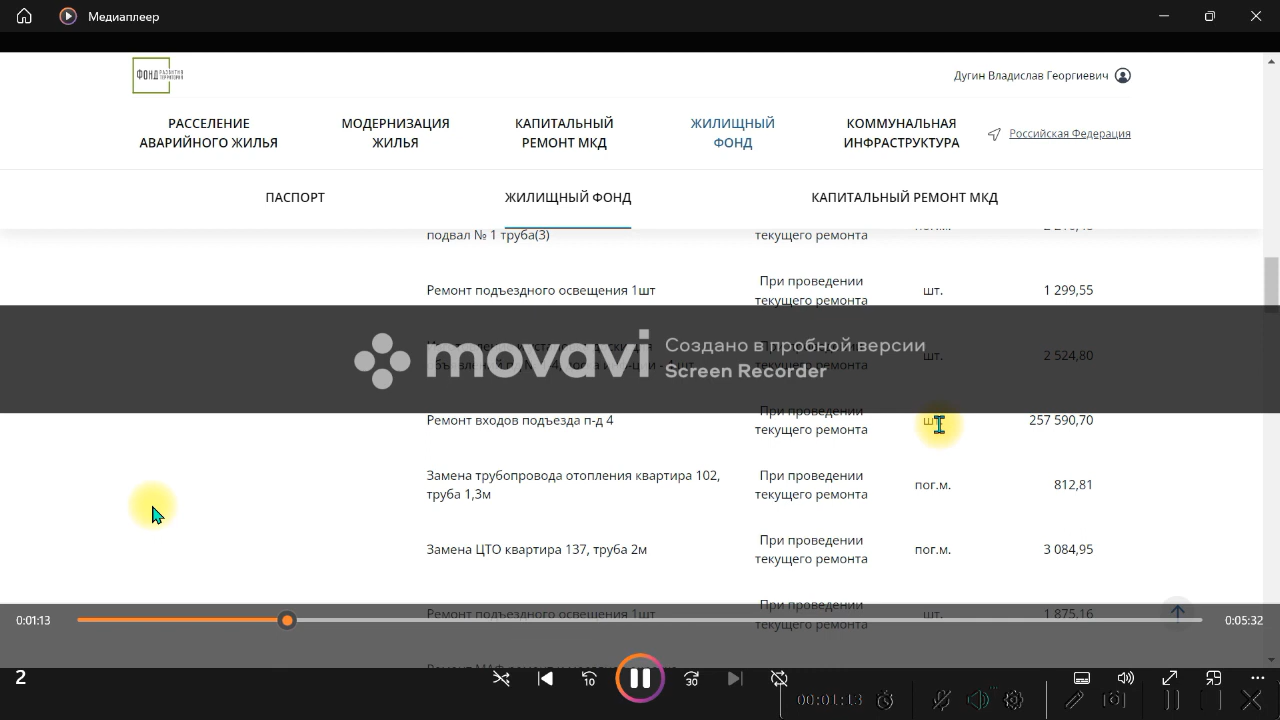 Медиаплеер
ФОНД РАЗВИТИЯ ТЕРРИТОРИЙ
Дугин Владислав Георгиевич
РАССЕЛЕНИЕ
АВАРИЙНОГО ЖИЛЬЯ
МОДЕРНИЗАЦИЯ
ЖИЛЬЯ
КАПИТАЛЬНЫЙ
РЕМОНТ МКД
ЖИЛИЩНЫЙ
ФОНД
КОММУНАЛЬНАЯ
ИНФРАСТРУКТУРА
Российская Федерация
ПАСПОРТ
ЖИЛИЩНЫЙ ФОНД
КАПИТАЛЬНЫЙ РЕМОНТ МКД
подвал № 1 труба(3)
текущего ремонта
Ремонт подъездного освещения 1шт
При проведении
текущего ремонта
шт.
1 299,55
movavi
Создано в пробной версии
Screen Recorder
шт.
2 524,80
Ремонт входов подъезда п-д 4
При проведении
текущего ремонта
шт.
257 590,70
Замена трубопровода отопления квартира 102,
труба 1,3м
При проведении
текущего ремонта
пог.м.
812,81
Замена ЦТО квартира 137, труба 2м
При проведении
текущего ремонта
пог.м.
3 084,95
Ремонт подъездного освещения 1шт
При проведении
текущего ремонта
шт.
1 875,16
0:01:13
0:05:32
2
10
30
00:01:13